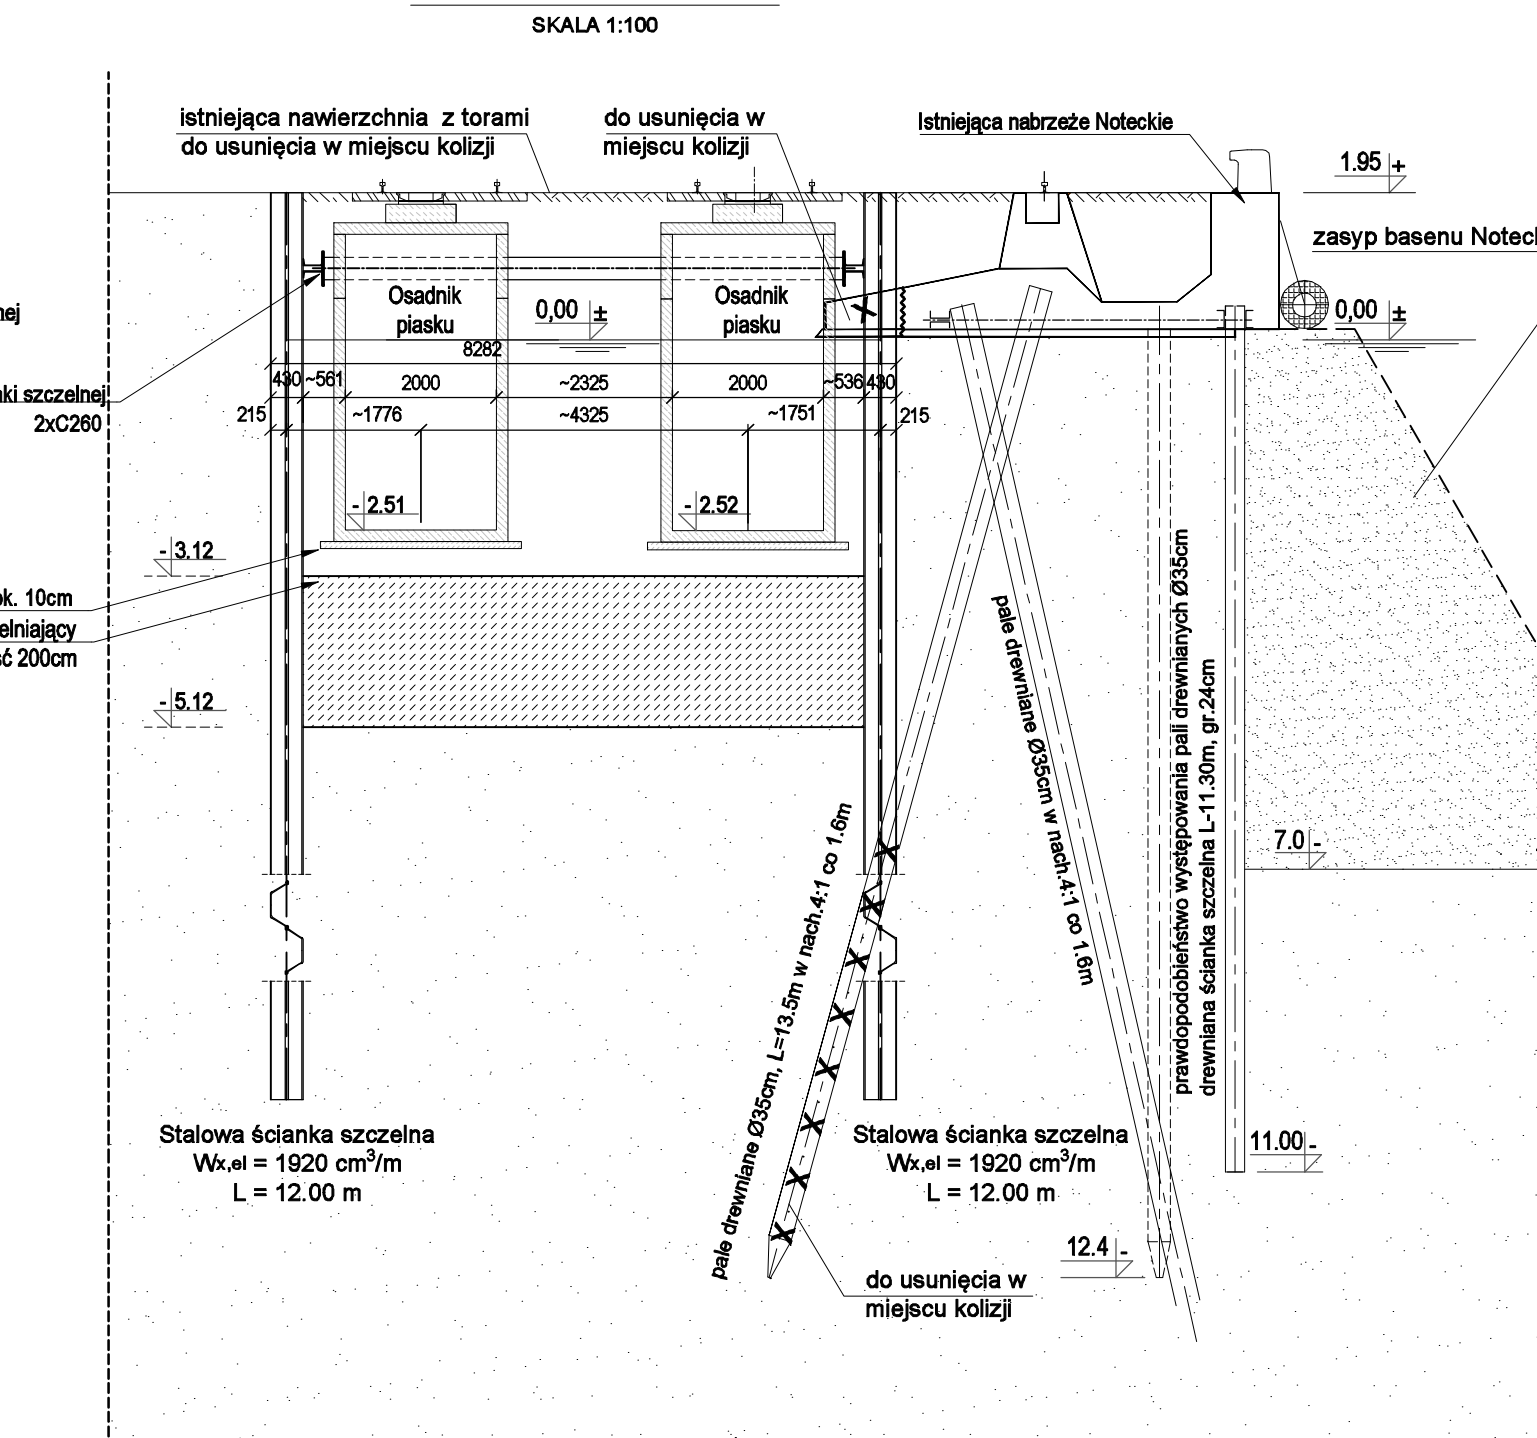 SKALA 1:100
istniejąca nawierzchnia z torami
do usunięcia w miejscu kolizji
do usunięcia w
miejscu kolizji
Istniejąca nabrzeże Noteckie
1.95 +
zasyp basenu
Osadnik
piasku
Osadnik
piasku
0,00 ±
0,00 ±
8282
430
~561
2000
~2325
2000
~536
430
szczelnej
2xC260
215
~1776
~4325
~1751
215
- 2.51
- 2.52
- 3.12
ok. 10cm
200cm
- 5.12
pale drewniane Ø35cm, L=13.5m w nach.4:1 co 1.6m
pale drewniane Ø35cm w nach.4:1 co 1.6m
prawdopodobieństwo występowania pali drewnianych Ø35cm
drewniana ścianka szczelna L-11.30m, gr.24cm
7.0 -
11.00 -
12.4 -
Stalowa ścianka szczelna
Wx,el = 1920 cm³/m
L = 12.00 m
Stalowa ścianka szczelna
Wx,el = 1920 cm³/m
L = 12.00 m
do usunięcia w
miejscu kolizji